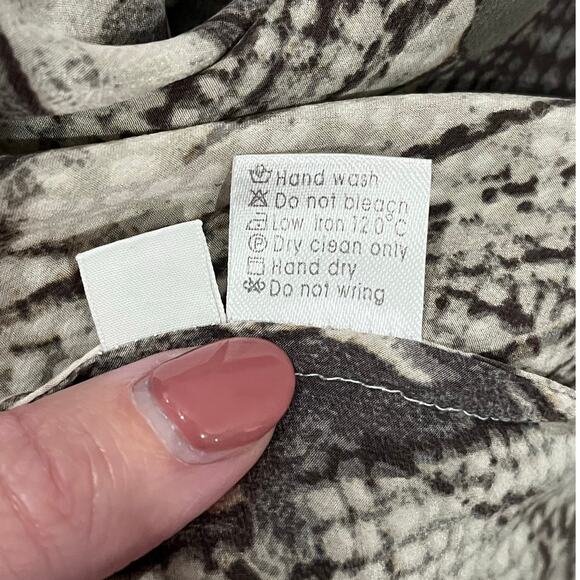 Hand wash
Do not bleach
Low iron 120°C
P Dry clean only
Hand dry
Do not wring